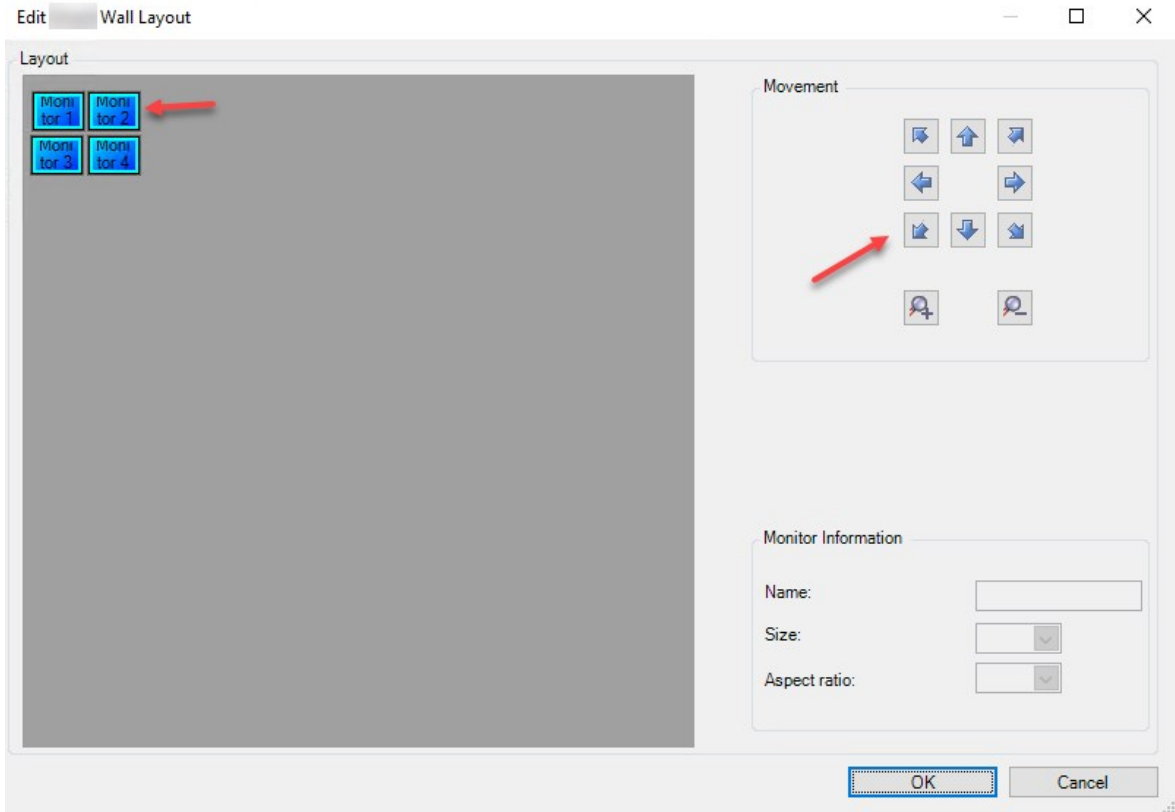 Edit Wall Layout
Layout
Moni
tor 1
Moni
tor 2
Moni
tor 3
Moni
tor 4
Movement
Monitor Information
Name:
Size:
Aspect ratio:
OK
Cancel